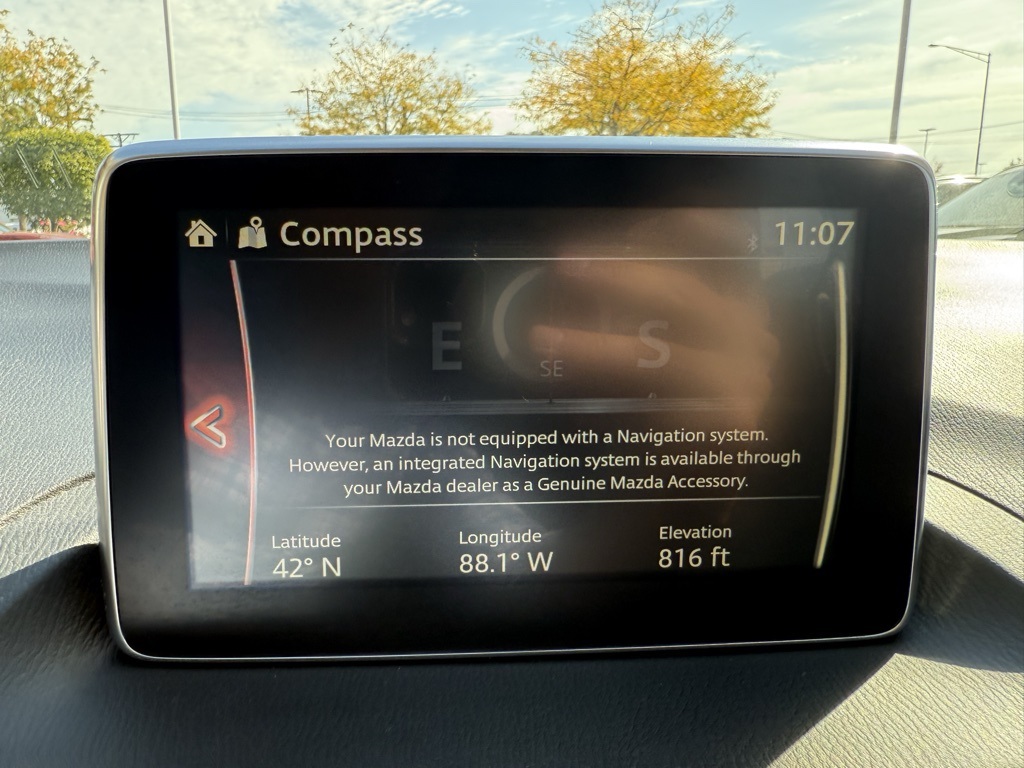 Compass
11:07
E
S
SE
Your Mazda is not equipped with a Navigation system.
However, an integrated Navigation system is available through
your Mazda dealer as a Genuine Mazda Accessory.
Latitude
42° N
Longitude
88.1° W
Elevation
816 ft